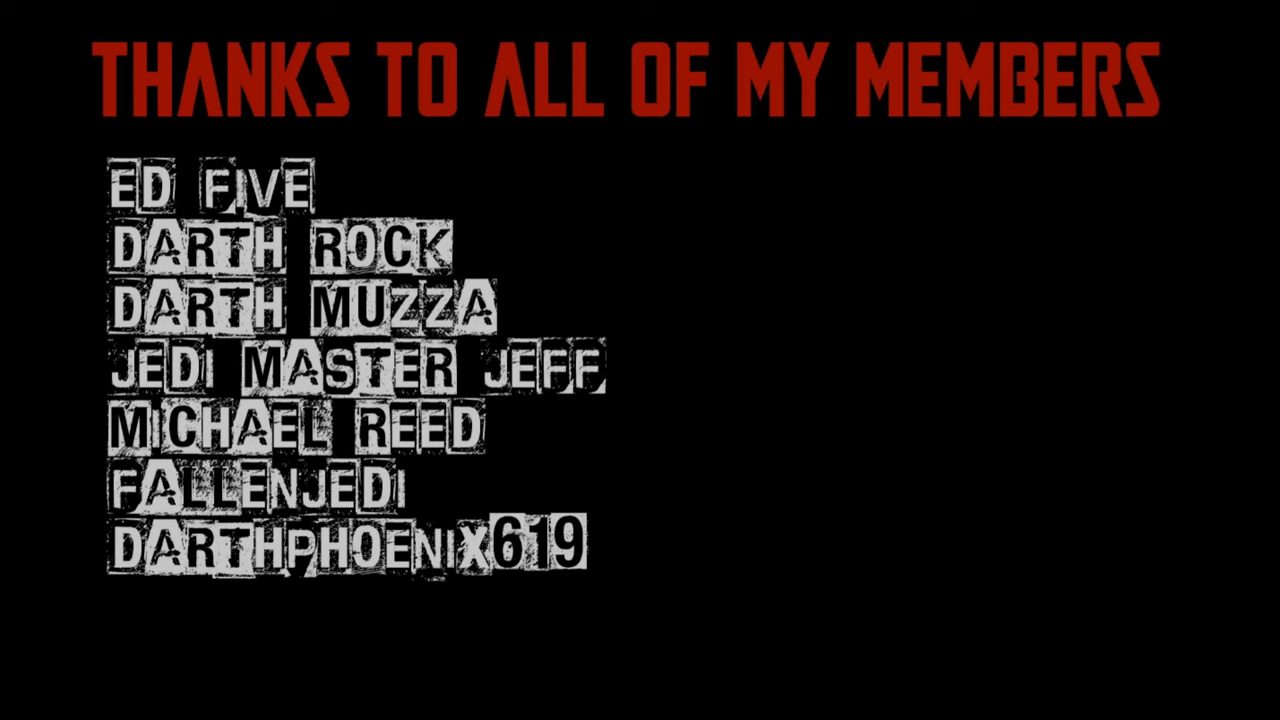 THANKS TO ALL OF MY MEMBERS
ED FIVE
DARTH ROCK
DARTH MUZZA
JEDI MASTER JEFF
MICHAEL REED
FALLENJEDI
DARTHPHOENIX619